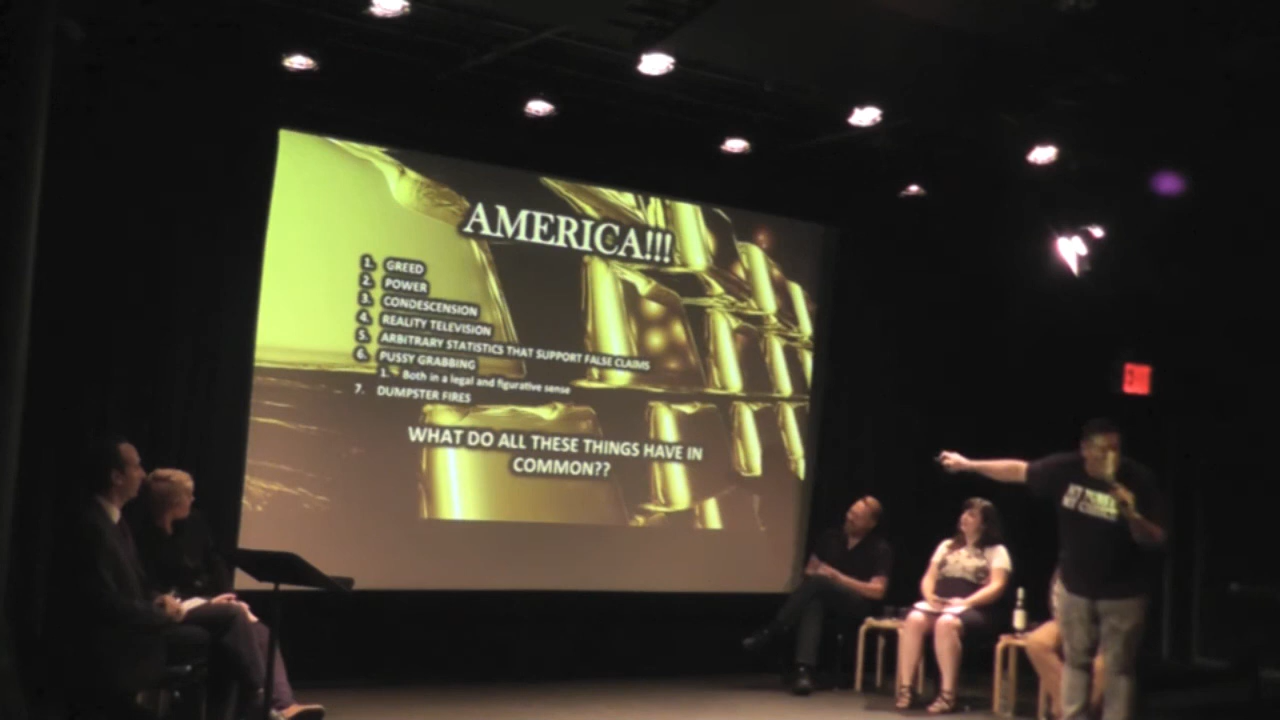 AMERICA!!!
1. GREED
2. POWER
3. CONDESCENSION
4. REALITY TELEVISION
5. ARBITRARY STATISTICS THAT SUPPORT FALSE CLAIMS
6. PUSSY GRABBING
1. Both in a legal and figurative sense
7. DUMPSTER FIRES
WHAT DO ALL THESE THINGS HAVE IN
COMMON??